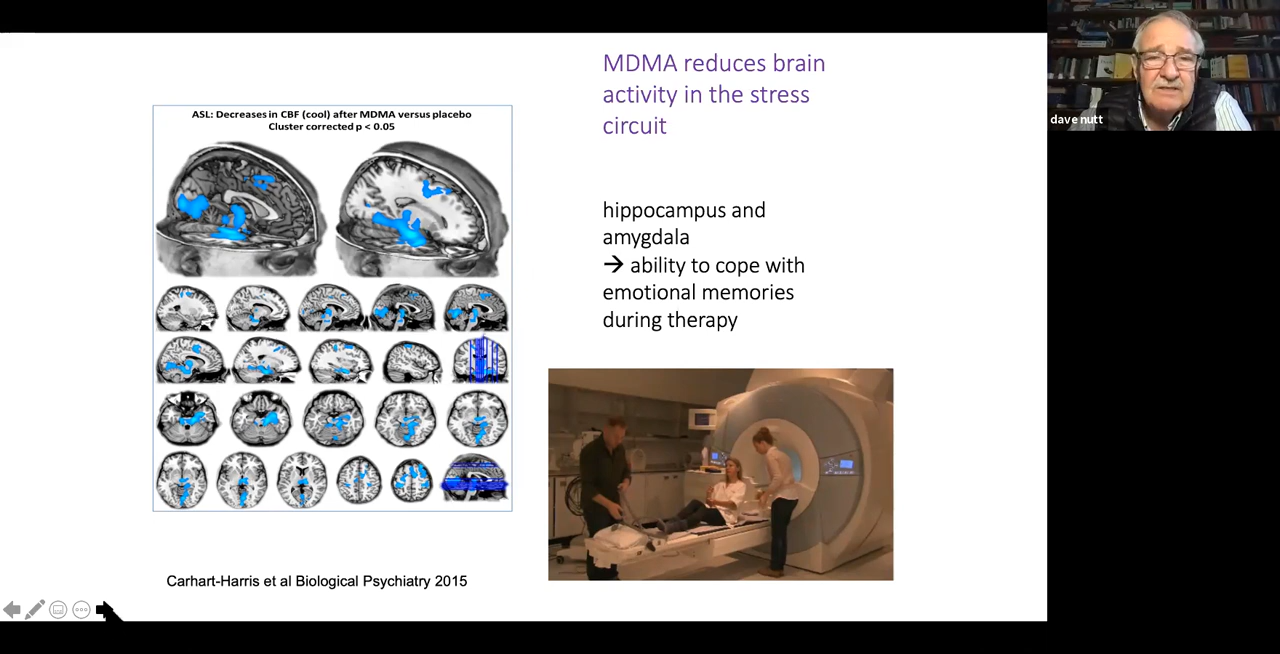 ASL: Decreases in CBF (cool) after MDMA versus placebo
Cluster corrected p < 0.05
MDMA reduces brain
activity in the stress
circuit
hippocampus and
amygdala
→ ability to cope with
emotional memories
during therapy
Carhart-Harris et al Biological Psychiatry 2015
dave nutt